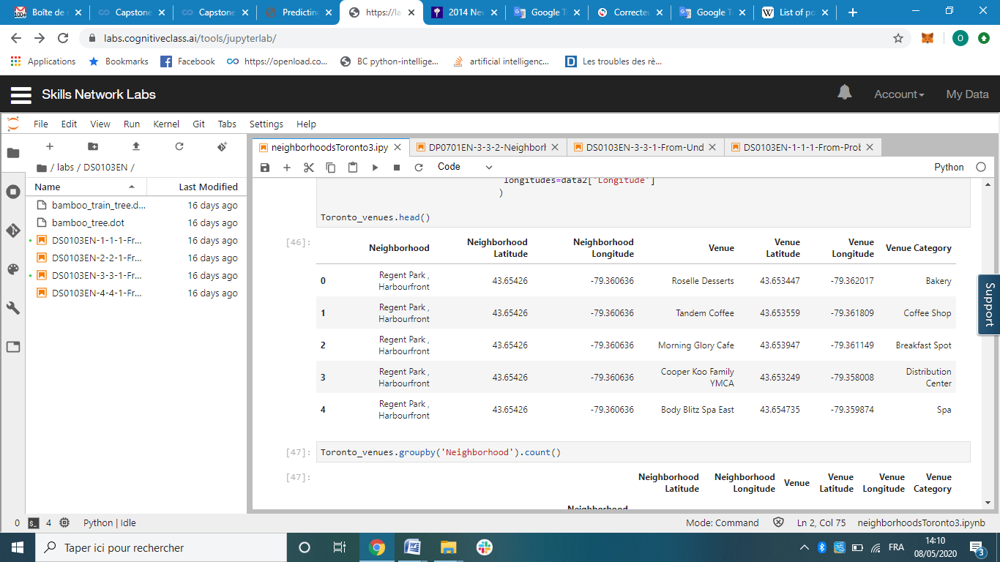 100+ Boîte de r
Capstone
Capstone
Predicting
https://la
2014 Ne
Google T
Correcte
Google T
W List of po
labs.cognitiveclass.ai/tools/jupyterlab/
O
Applications
Bookmarks
Facebook
https://openload.co...
BC python-intellige...
artificial intelligenc...
D Les troubles des rè...
Skills Network Labs
Account
My Data
File Edit View Run Kernel Git Tabs Settings Help
/ labs / DS0103EN /
Name Last Modified
bamboo_train_tree.d... 16 days ago
bamboo_tree.dot 16 days ago
DS0103EN-1-1-1-Fr... 16 days ago
DS0103EN-2-2-1-Fr... 16 days ago
DS0103EN-3-3-1-Fr... 16 days ago
DS0103EN-4-4-1-Fr... 16 days ago
neighborhoodsToronto3.ipy
DP0701EN-3-3-2-Neighborh
DS0103EN-3-3-1-From-Und
DS0103EN-1-1-1-From-Prob
Code
Python
longitudes=data2['Longitude']
)
Toronto_venues.head()
[46]:
Neighborhood Neighborhood Latitude Neighborhood Longitude Venue Venue Latitude Venue Longitude Venue Category
0 Regent Park , Harbourfront 43.65426 -79.360636 Roselle Desserts 43.653447 -79.362017 Bakery
1 Regent Park , Harbourfront 43.65426 -79.360636 Tandem Coffee 43.653559 -79.361809 Coffee Shop
2 Regent Park , Harbourfront 43.65426 -79.360636 Morning Glory Cafe 43.653947 -79.361149 Breakfast Spot
3 Regent Park , Harbourfront 43.65426 -79.360636 Cooper Koo Family YMCA 43.653249 -79.358008 Distribution Center
4 Regent Park , Harbourfront 43.65426 -79.360636 Body Blitz Spa East 43.654735 -79.359874 Spa
[47]: Toronto_venues.groupby('Neighborhood').count()
[47]:
Neighborhood Latitude Neighborhood Longitude Venue Venue Latitude Venue Longitude Venue Category
Neighborhood
Support
0 4 Python | Idle
Mode: Command Ln 2, Col 75 neighborhoodsToronto3.ipynb
Taper ici pour rechercher
FRA
14:10
08/05/2020
3